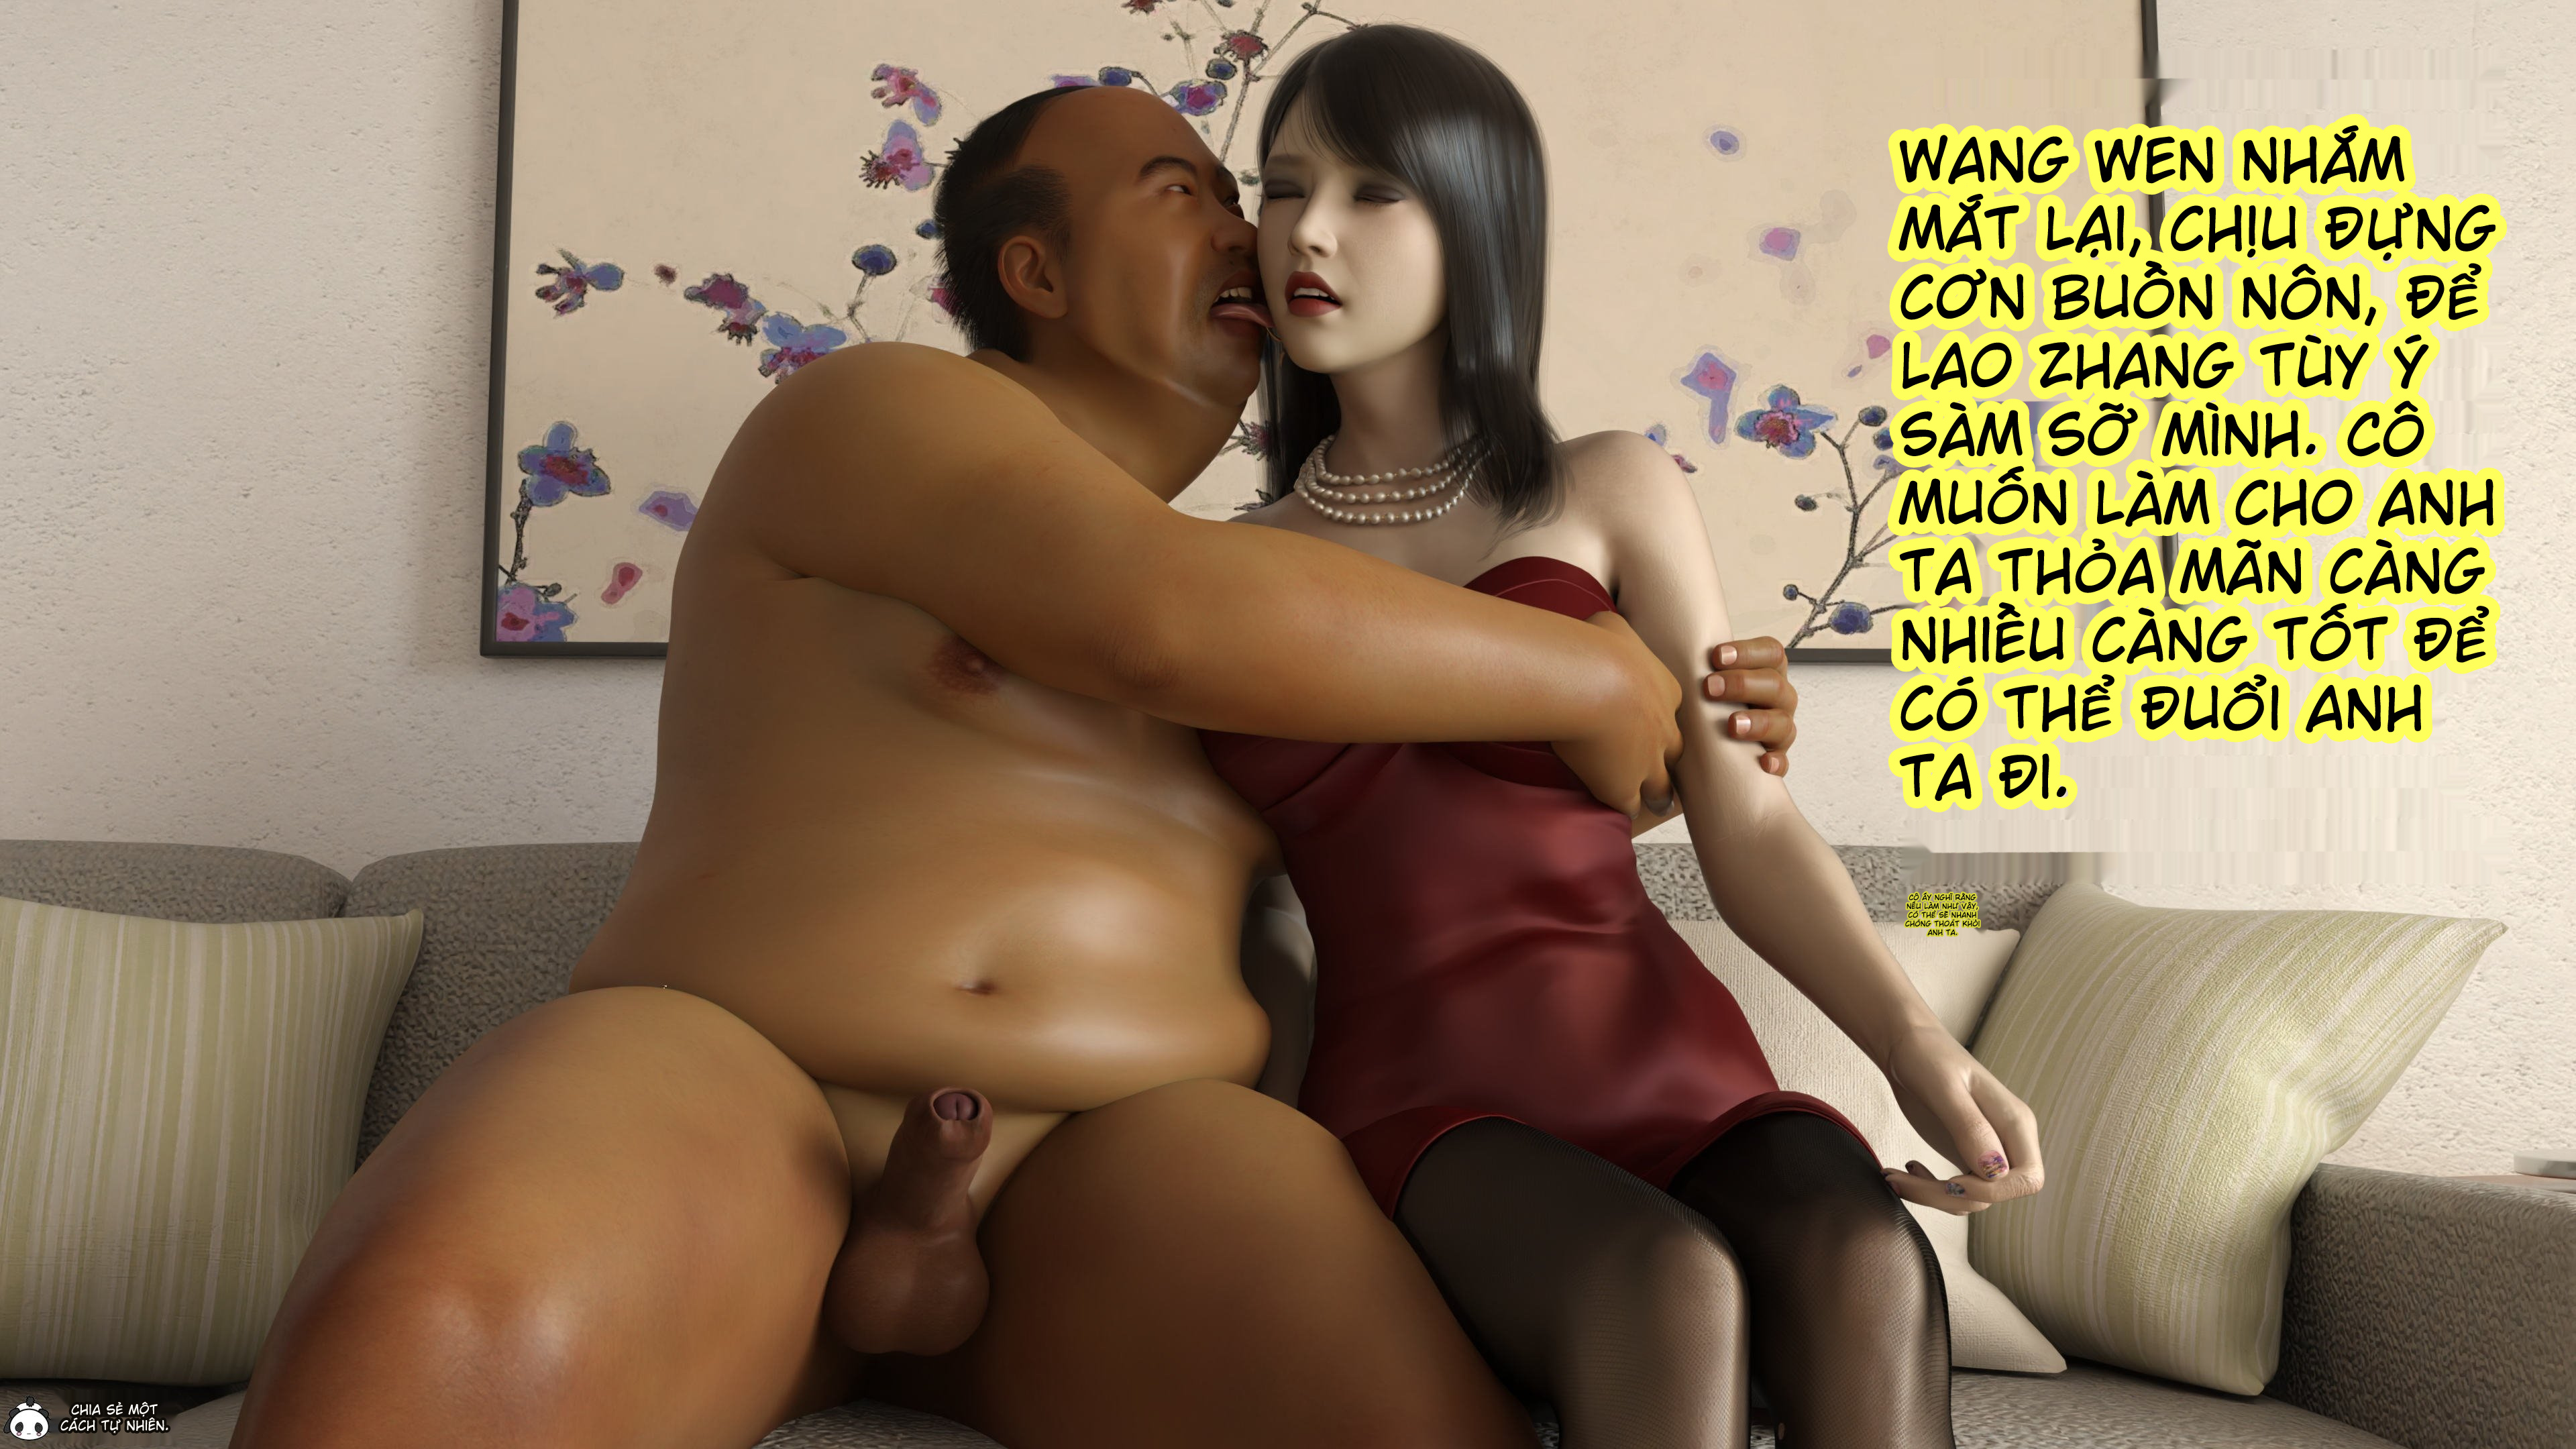 WANG WEN NHẮM
MẮT LẠI, CHỊU ĐỰNG
CƠN BUỒN NÔN, ĐỂ
LAO ZHANG TÙY Ý
SÀM SỠ MÌNH. CÔ
MUỐN LÀM CHO ANH
TA THỎA MÃN CÀNG
NHIỀU CÀNG TỐT ĐỂ
CÓ THỂ ĐUỔI ANH
TA ĐI.
CÔ ẤY NGHĨ RẰNG
NẾU LÀM NHƯ VẬY,
CÓ THỂ SẼ NHANH
CHÓNG THOÁT KHỎI
ANH TA.
CHIA SẺ MỘT
CÁCH TỰ NHIÊN.